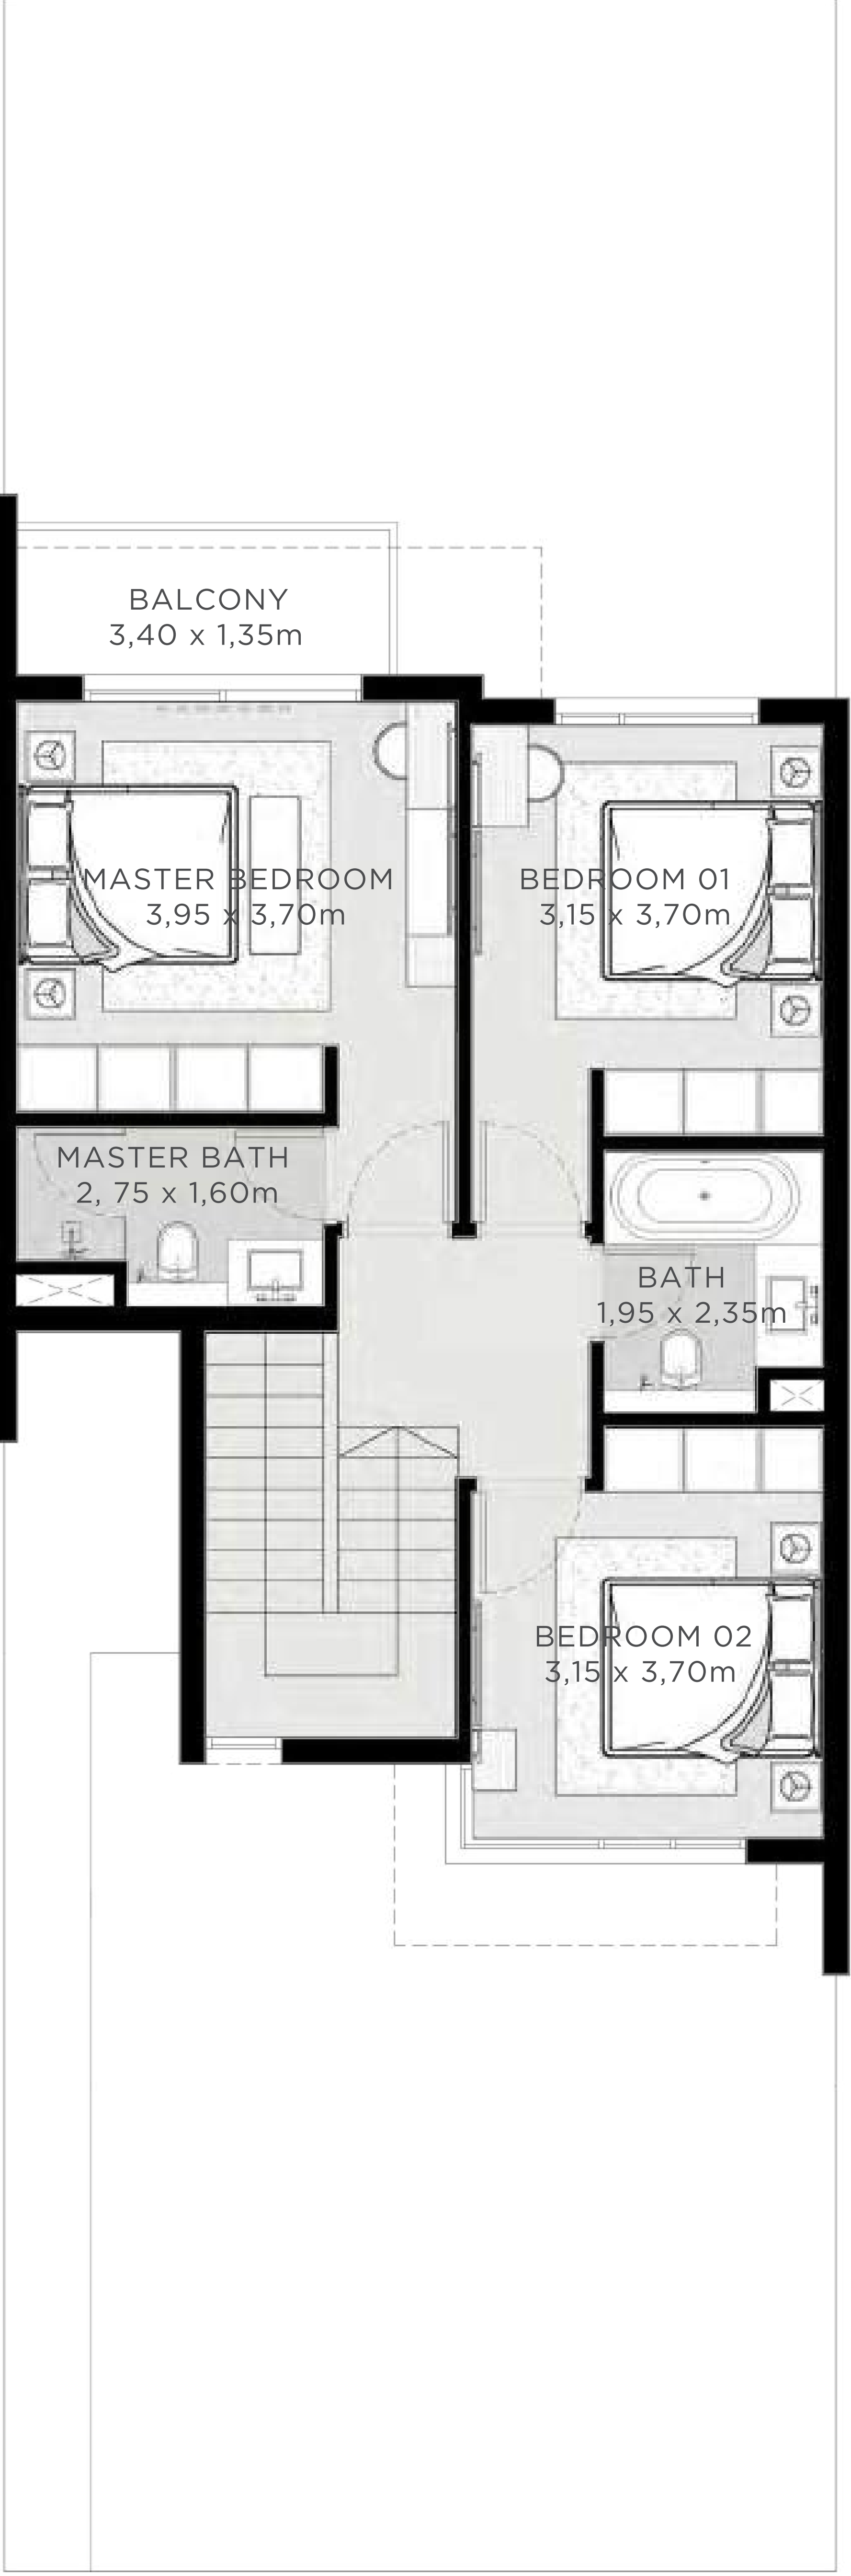 BALCONY
3,40 x 1,35m
MASTER BEDROOM
3,95 x 3,70m
BEDROOM 01
3,15 x 3,70m
MASTER BATH
2, 75 x 1,60m
BATH
1,95 x 2,35m
BEDROOM 02
3,15 x 3,70m